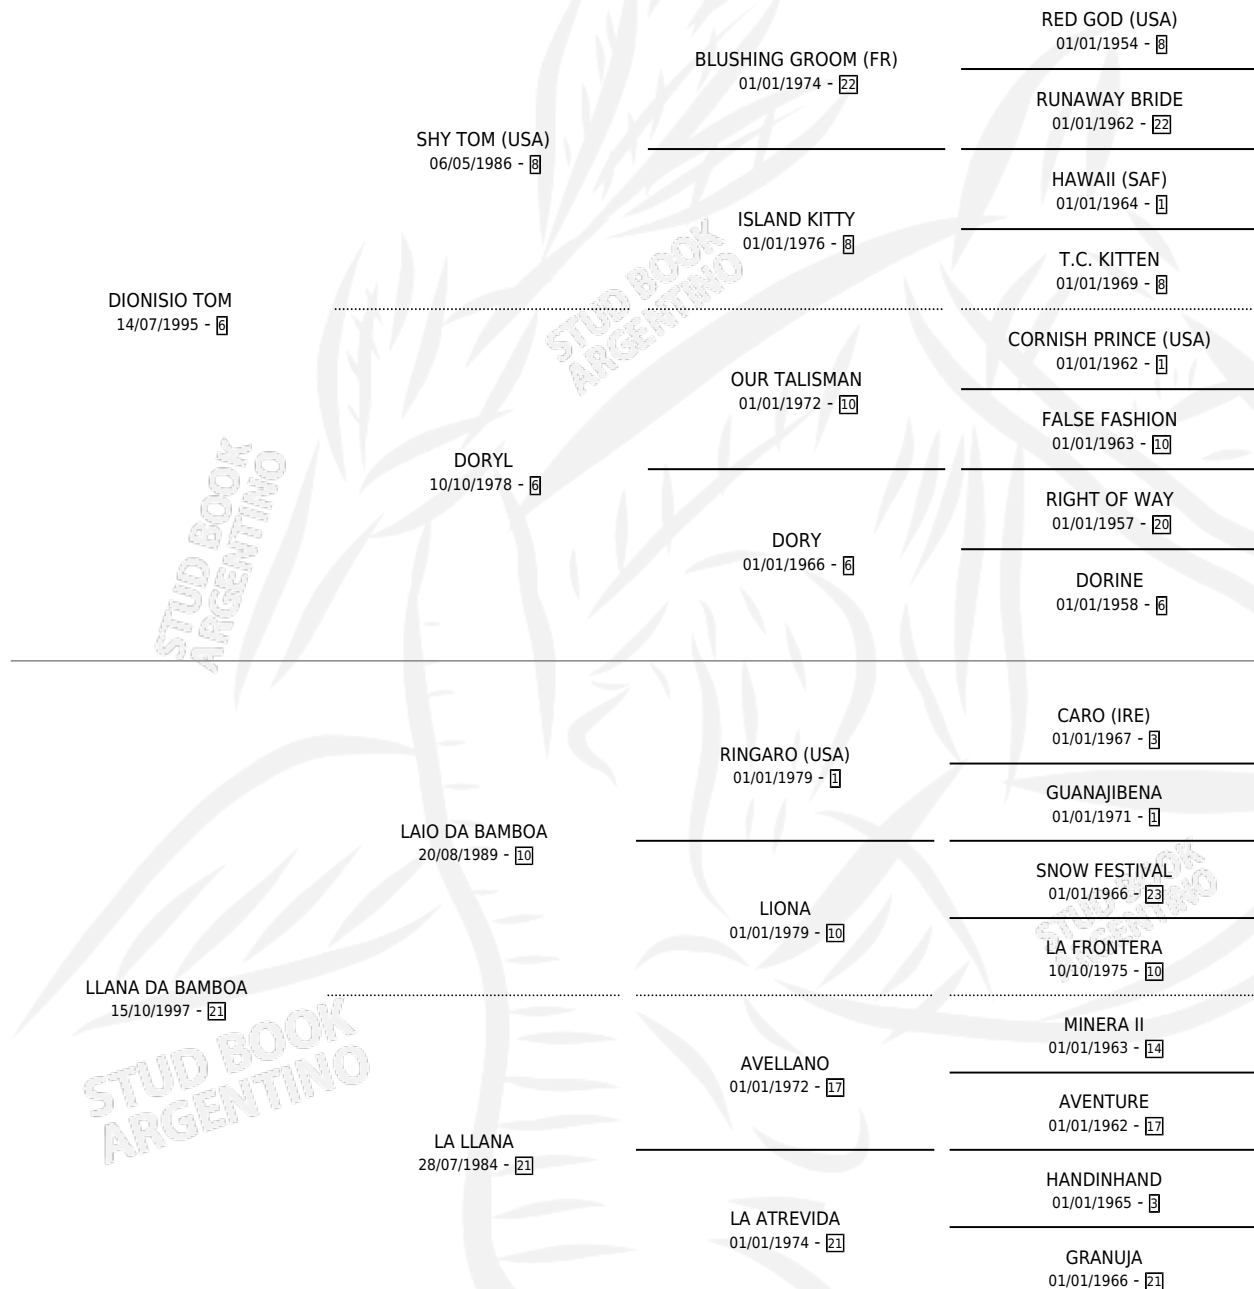 RED GOD (USA)
01/01/1954 - 8
BLUSHING GROOM (FR)
01/01/1974 - 22
RUNAWAY BRIDE
01/01/1962 - 22
SHY TOM (USA)
06/05/1986 - 8
HAWAII (SAF)
01/01/1964 - 1
ISLAND KITTY
01/01/1976 - 8
T.C. KITTEN
01/01/1969 - 8
DIONISIO TOM
14/07/1995 - 6
CORNISH PRINCE (USA)
01/01/1962 - 1
OUR TALISMAN
01/01/1972 - 10
FALSE FASHION
01/01/1963 - 10
DORYL
10/10/1978 - 6
RIGHT OF WAY
01/01/1957 - 20
DORY
01/01/1966 - 6
DORINE
01/01/1958 - 6
STUD BOOK
ARGENTINO
STUD BOOK
ARGENTINO
CARO (IRE)
01/01/1967 - 3
RINGARO (USA)
01/01/1979 - 1
GUANAJIBENA
01/01/1971 - 1
LAIO DA BAMBOA
20/08/1989 - 10
SNOW FESTIVAL
01/01/1966 - 23
LIONA
01/01/1979 - 10
LA FRONTERA
10/10/1975 - 10
LLANA DA BAMBOA
15/10/1997 - 21
MINERA II
01/01/1963 - 14
AVELLANO
01/01/1972 - 17
AVENTURE
01/01/1962 - 17
LA LLANA
28/07/1984 - 21
HANDINHAND
01/01/1965 - 3
LA ATREVIDA
01/01/1974 - 21
GRANUJA
01/01/1966 - 21
STUD BOOK
ARGENTINO
STUD BOOK
ARGENTINO